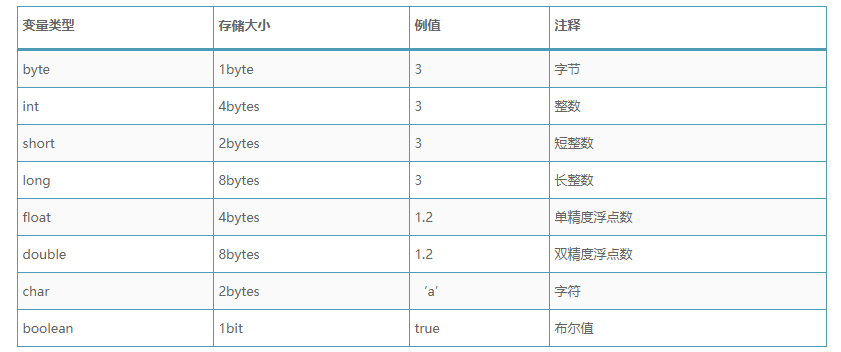 变量类型 存储大小 例值 注释
byte 1byte 3 字节
int 4bytes 3 整数
short 2bytes 3 短整数
long 8bytes 3 长整数
float 4bytes 1.2 单精度浮点数
double 8bytes 1.2 双精度浮点数
char 2bytes ‘a’ 字符
boolean 1bit true 布尔值